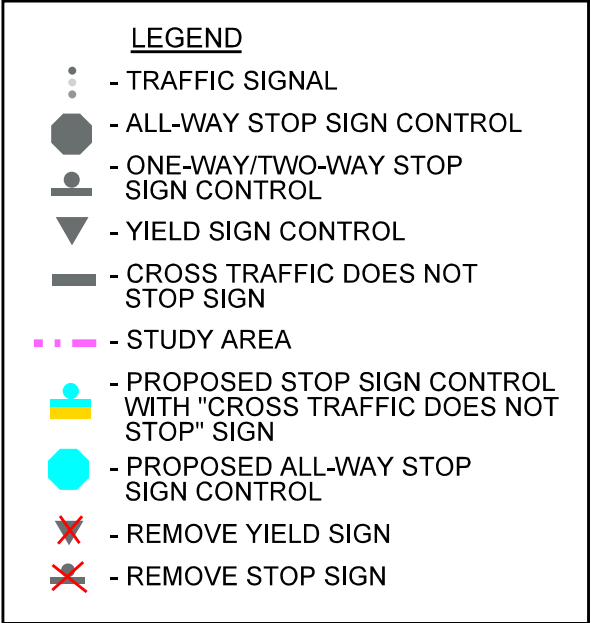 LEGEND
- TRAFFIC SIGNAL
- ALL-WAY STOP SIGN CONTROL
- ONE-WAY/TWO-WAY STOP
SIGN CONTROL
- YIELD SIGN CONTROL
- CROSS TRAFFIC DOES NOT
STOP SIGN
- STUDY AREA
- PROPOSED STOP SIGN CONTROL
WITH "CROSS TRAFFIC DOES NOT
STOP" SIGN
- PROPOSED ALL-WAY STOP
SIGN CONTROL
- REMOVE YIELD SIGN
- REMOVE STOP SIGN